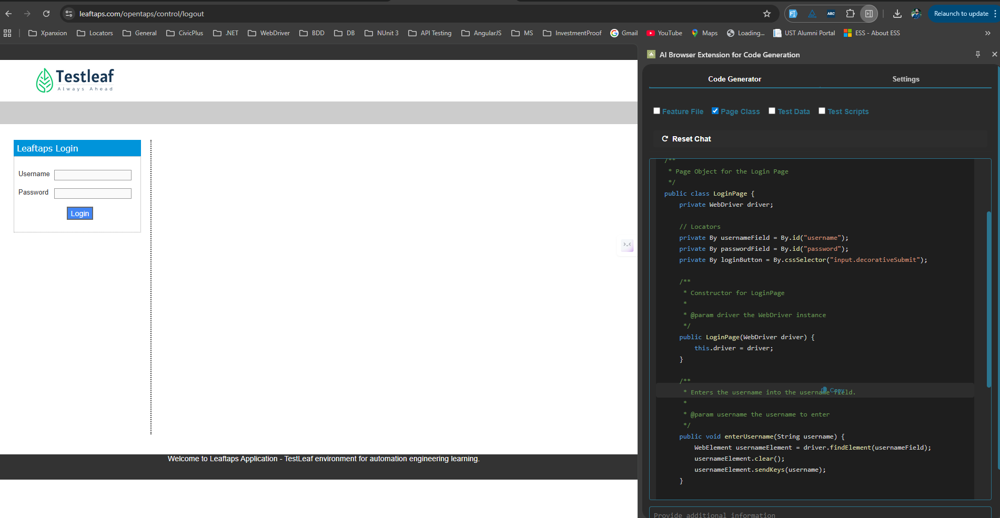 leaftaps.com/opentaps/control/logout
ARC
Relaunch to update
Xpanxion
Locators
General
CivicPlus
.NET
WebDriver
BDD
DB
NUnit 3
API Testing
AngularJS
MS
InvestmentProof
Gmail
YouTube
Maps
Loading...
UST Alumni Portal
ESS - About ESS
»
Testleaf
Always Ahead
Leaftaps Login
Username
Password
Login
Welcome to Leaftaps Application - TestLeaf environment for automation engineering learning.
AI Browser Extension for Code Generation
Code Generator
Settings
Feature File
Page Class
Test Data
Test Scripts
Reset Chat
/**
* Page Object for the Login Page
*/
public class LoginPage {
private WebDriver driver;
// Locators
private By usernameField = By.id("username");
private By passwordField = By.id("password");
private By loginButton = By.cssSelector("input.decorativeSubmit");
/**
* Constructor for LoginPage
*
* @param driver the WebDriver instance
*/
public LoginPage(WebDriver driver) {
this.driver = driver;
}
/**
* Enters the username into the username field.
Copy
*
* @param username the username to enter
*/
public void enterUsername(String username) {
WebElement usernameElement = driver.findElement(usernameField);
usernameElement.clear();
usernameElement.sendKeys(username);
}
Provide additional information